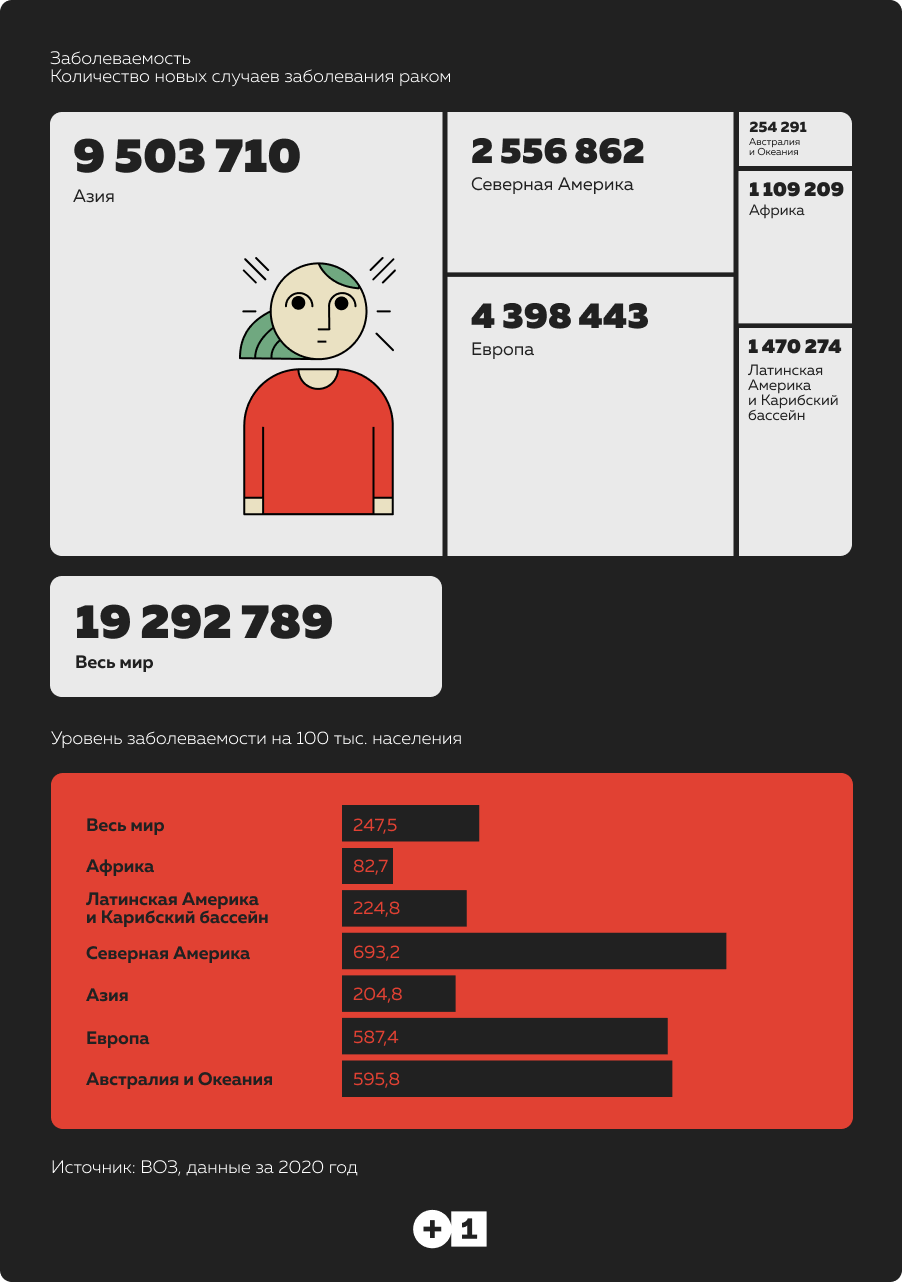 Заболеваемость
Количество новых случаев заболевания раком
9 503 710
Азия
2 556 862
Северная Америка
254 291
Австралия
и Океания
1 109 209
Африка
4 398 443
Европа
1 470 274
Латинская
Америка
и Карибский
бассейн
19 292 789
Весь мир
Уровень заболеваемости на 100 тыс. населения
Весь мир 247,5
Африка 82,7
Латинская Америка
и Карибский бассейн 224,8
Северная Америка 693,2
Азия 204,8
Европа 587,4
Австралия и Океания 595,8
Источник: ВОЗ, данные за 2020 год
+1